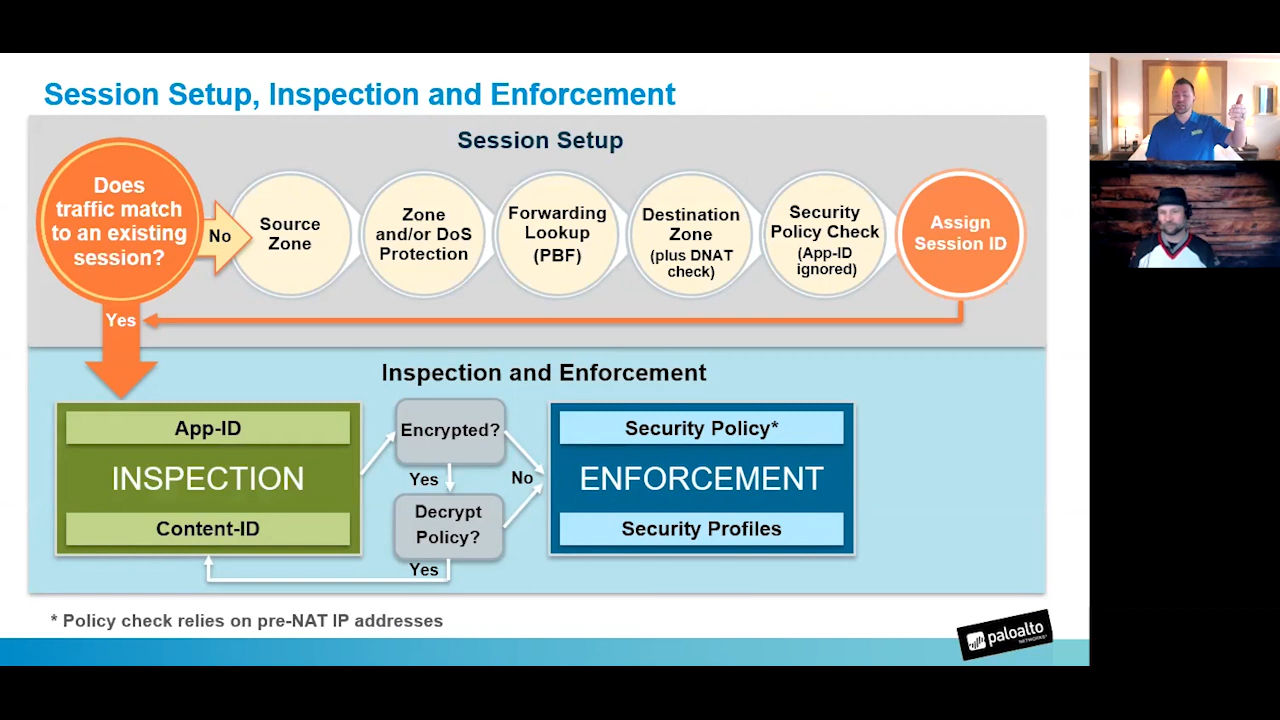 Session Setup, Inspection and Enforcement
Session Setup
Does
traffic match
to an existing
session?
No
Source
Zone
Zone
and/or DoS
Protection
Forwarding
Lookup
(PBF)
Destination
Zone
(plus DNAT
check)
Security
Policy Check
(App-ID
ignored)
Assign
Session ID
Yes
Inspection and Enforcement
App-ID
INSPECTION
Content-ID
Encrypted?
Yes
No
Decrypt
Policy?
Yes
Security Policy*
ENFORCEMENT
Security Profiles
* Policy check relies on pre-NAT IP addresses
paloalto
NETWORKS